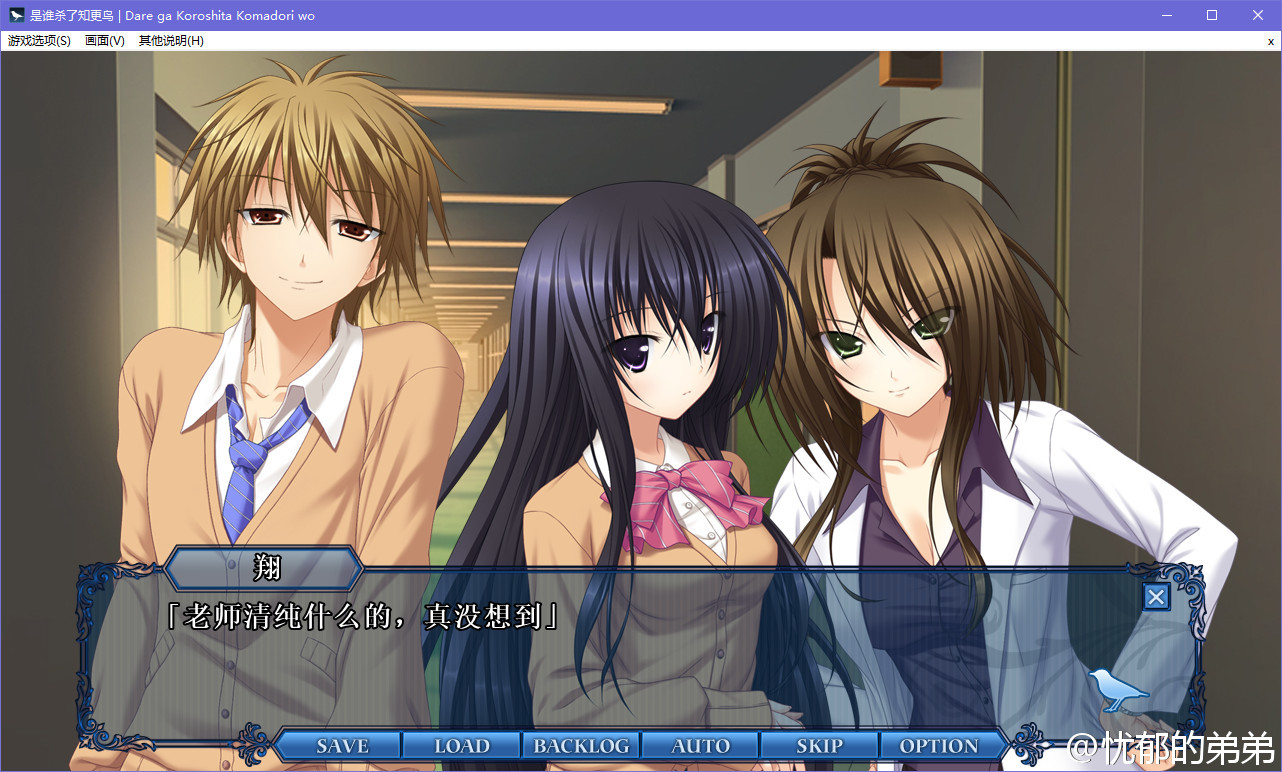 是谁杀了知更鸟 | Dare ga Koroshita Komadori wo
游戏选项(S) 画面(V) 其他说明(H) x
翔
「老师清纯什么的，真没想到」
SAVE LOAD BACKLOG AUTO SKIP OPTION
@忧郁的弟弟